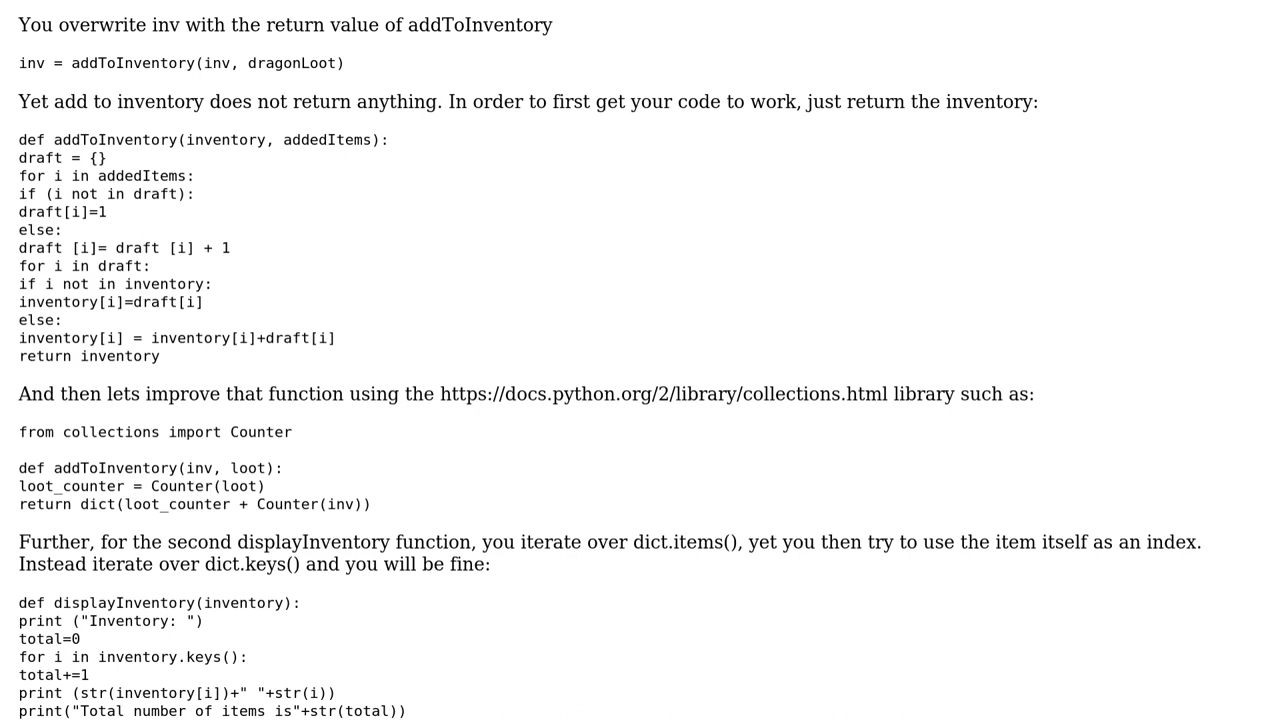 You overwrite inv with the return value of addToInventory
inv = addToInventory(inv, dragonLoot)
Yet add to inventory does not return anything. In order to first get your code to work, just return the inventory:
def addToInventory(inventory, addedItems):
draft = {}
for i in addedItems:
if (i not in draft):
draft[i]=1
else:
draft [i]= draft [i] + 1
for i in draft:
if i not in inventory:
inventory[i]=draft[i]
else:
inventory[i] = inventory[i]+draft[i]
return inventory
And then lets improve that function using the https://docs.python.org/2/library/collections.html library such as:
from collections import Counter
def addToInventory(inv, loot):
loot_counter = Counter(loot)
return dict(loot_counter + Counter(inv))
Further, for the second displayInventory function, you iterate over dict.items(), yet you then try to use the item itself as an index.
Instead iterate over dict.keys() and you will be fine:
def displayInventory(inventory):
print ("Inventory: ")
total=0
for i in inventory.keys():
total+=1
print (str(inventory[i])+" "+str(i))
print("Total number of items is"+str(total))